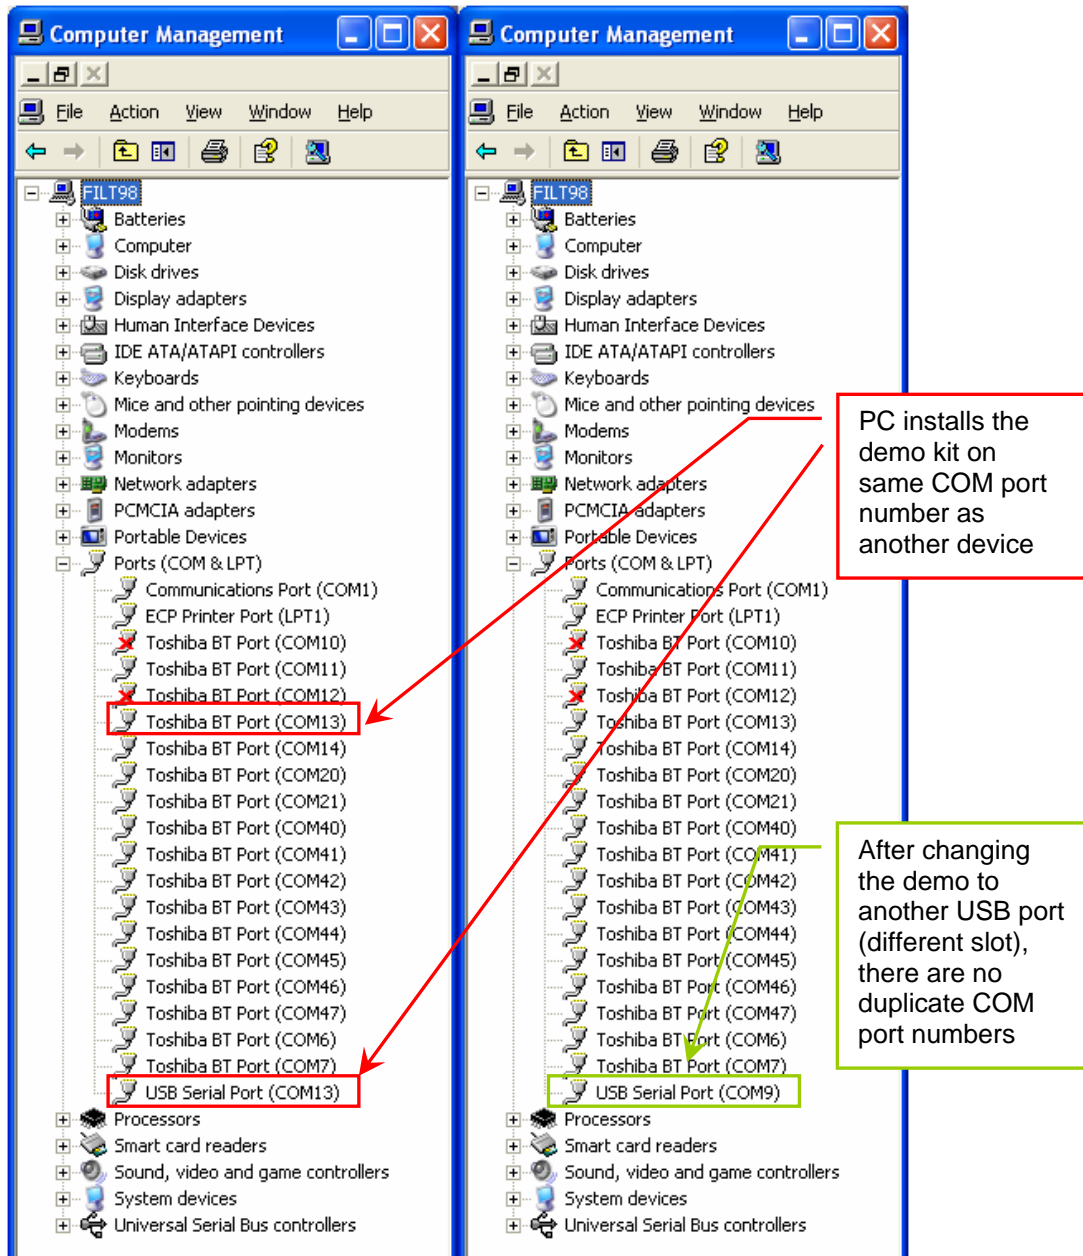 Computer Management
File Action View Window Help
FILT98
Batteries
Computer
Disk drives
Display adapters
Human Interface Devices
IDE ATA/ATAPI controllers
Keyboards
Mice and other pointing devices
Modems
Monitors
Network adapters
PCMCIA adapters
Portable Devices
Ports (COM & LPT)
Communications Port (COM1)
ECP Printer Port (LPT1)
Toshiba BT Port (COM10)
Toshiba BT Port (COM11)
Toshiba BT Port (COM12)
Toshiba BT Port (COM13)
Toshiba BT Port (COM14)
Toshiba BT Port (COM20)
Toshiba BT Port (COM21)
Toshiba BT Port (COM40)
Toshiba BT Port (COM41)
Toshiba BT Port (COM42)
Toshiba BT Port (COM43)
Toshiba BT Port (COM44)
Toshiba BT Port (COM45)
Toshiba BT Port (COM46)
Toshiba BT Port (COM47)
Toshiba BT Port (COM6)
Toshiba BT Port (COM7)
USB Serial Port (COM13)
Processors
Smart card readers
Sound, video and game controllers
System devices
Universal Serial Bus controllers
Computer Management
File Action View Window Help
FILT98
Batteries
Computer
Disk drives
Display adapters
Human Interface Devices
IDE ATA/ATAPI controllers
Keyboards
Mice and other pointing devices
Modems
Monitors
Network adapters
PCMCIA adapters
Portable Devices
Ports (COM & LPT)
Communications Port (COM1)
ECP Printer Port (LPT1)
Toshiba BT Port (COM10)
Toshiba BT Port (COM11)
Toshiba BT Port (COM12)
Toshiba BT Port (COM13)
Toshiba BT Port (COM14)
Toshiba BT Port (COM20)
Toshiba BT Port (COM21)
Toshiba BT Port (COM40)
Toshiba BT Port (COM41)
Toshiba BT Port (COM42)
Toshiba BT Port (COM43)
Toshiba BT Port (COM44)
Toshiba BT Port (COM45)
Toshiba BT Port (COM46)
Toshiba BT Port (COM47)
Toshiba BT Port (COM6)
Toshiba BT Port (COM7)
USB Serial Port (COM9)
Processors
Smart card readers
Sound, video and game controllers
System devices
Universal Serial Bus controllers
PC installs the
demo kit on
same COM port
number as
another device
After changing
the demo to
another USB port
(different slot),
there are no
duplicate COM
port numbers